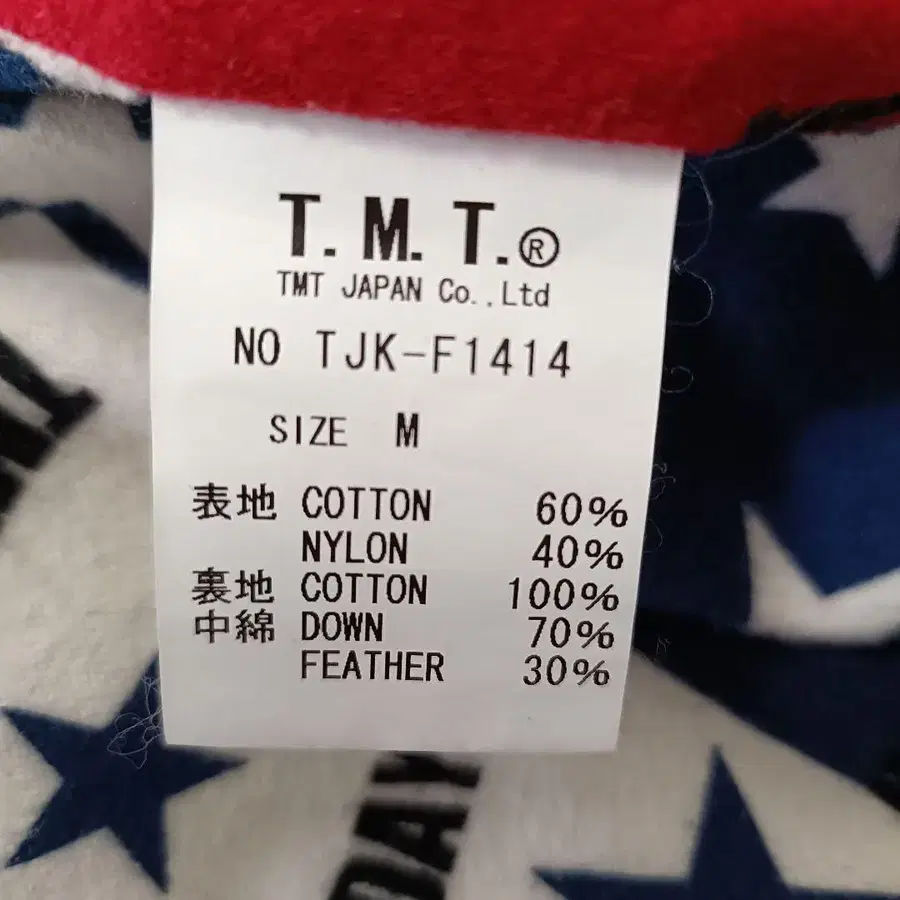 T.M.T.®
TMT JAPAN Co.,Ltd
NO TJK-F1414
SIZE M
表地 COTTON 60%
NYLON 40%
裏地 COTTON 100%
中綿 DOWN 70%
FEATHER 30%
DAY